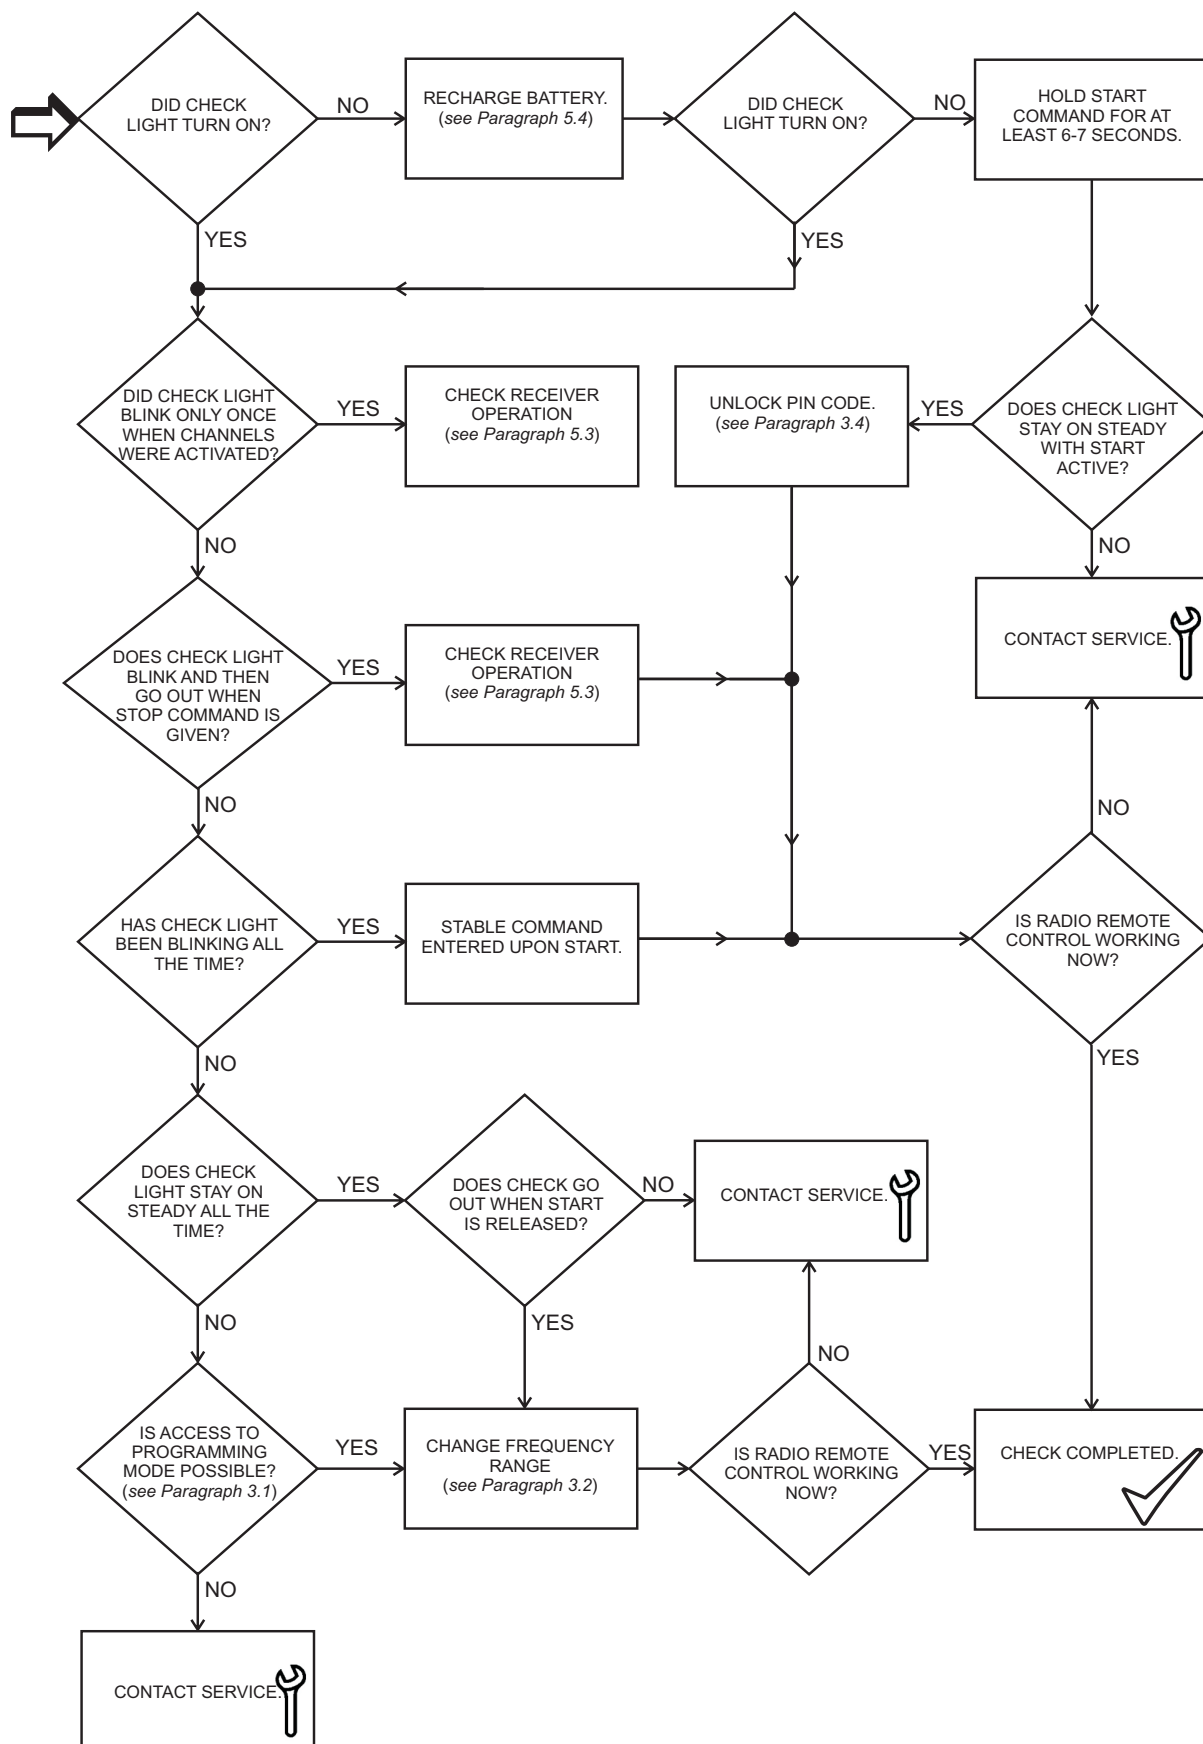 DID CHECK
LIGHT TURN ON?
NO
RECHARGE BATTERY.
(see Paragraph 5.4)
DID CHECK
LIGHT TURN ON?
NO
HOLD START
COMMAND FOR AT
LEAST 6-7 SECONDS.
YES
YES
DID CHECK LIGHT
BLINK ONLY ONCE
WHEN CHANNELS
WERE ACTIVATED?
YES
CHECK RECEIVER
OPERATION
(see Paragraph 5.3)
UNLOCK PIN CODE.
(see Paragraph 3.4)
YES
DOES CHECK LIGHT
STAY ON STEADY
WITH START
ACTIVE?
NO
NO
DOES CHECK LIGHT
BLINK AND THEN
GO OUT WHEN
STOP COMMAND IS
GIVEN?
YES
CHECK RECEIVER
OPERATION
(see Paragraph 5.3)
CONTACT SERVICE.
NO
NO
HAS CHECK LIGHT
BEEN BLINKING ALL
THE TIME?
YES
STABLE COMMAND
ENTERED UPON START.
IS RADIO REMOTE
CONTROL WORKING
NOW?
NO
YES
DOES CHECK
LIGHT STAY ON
STEADY ALL THE
TIME?
YES
DOES CHECK GO
OUT WHEN START
IS RELEASED?
NO
CONTACT SERVICE.
NO
YES
NO
IS ACCESS TO
PROGRAMMING
MODE POSSIBLE?
(see Paragraph 3.1)
YES
CHANGE FREQUENCY
RANGE
(see Paragraph 3.2)
IS RADIO REMOTE
CONTROL WORKING
NOW?
YES
CHECK COMPLETED.
NO
CONTACT SERVICE.